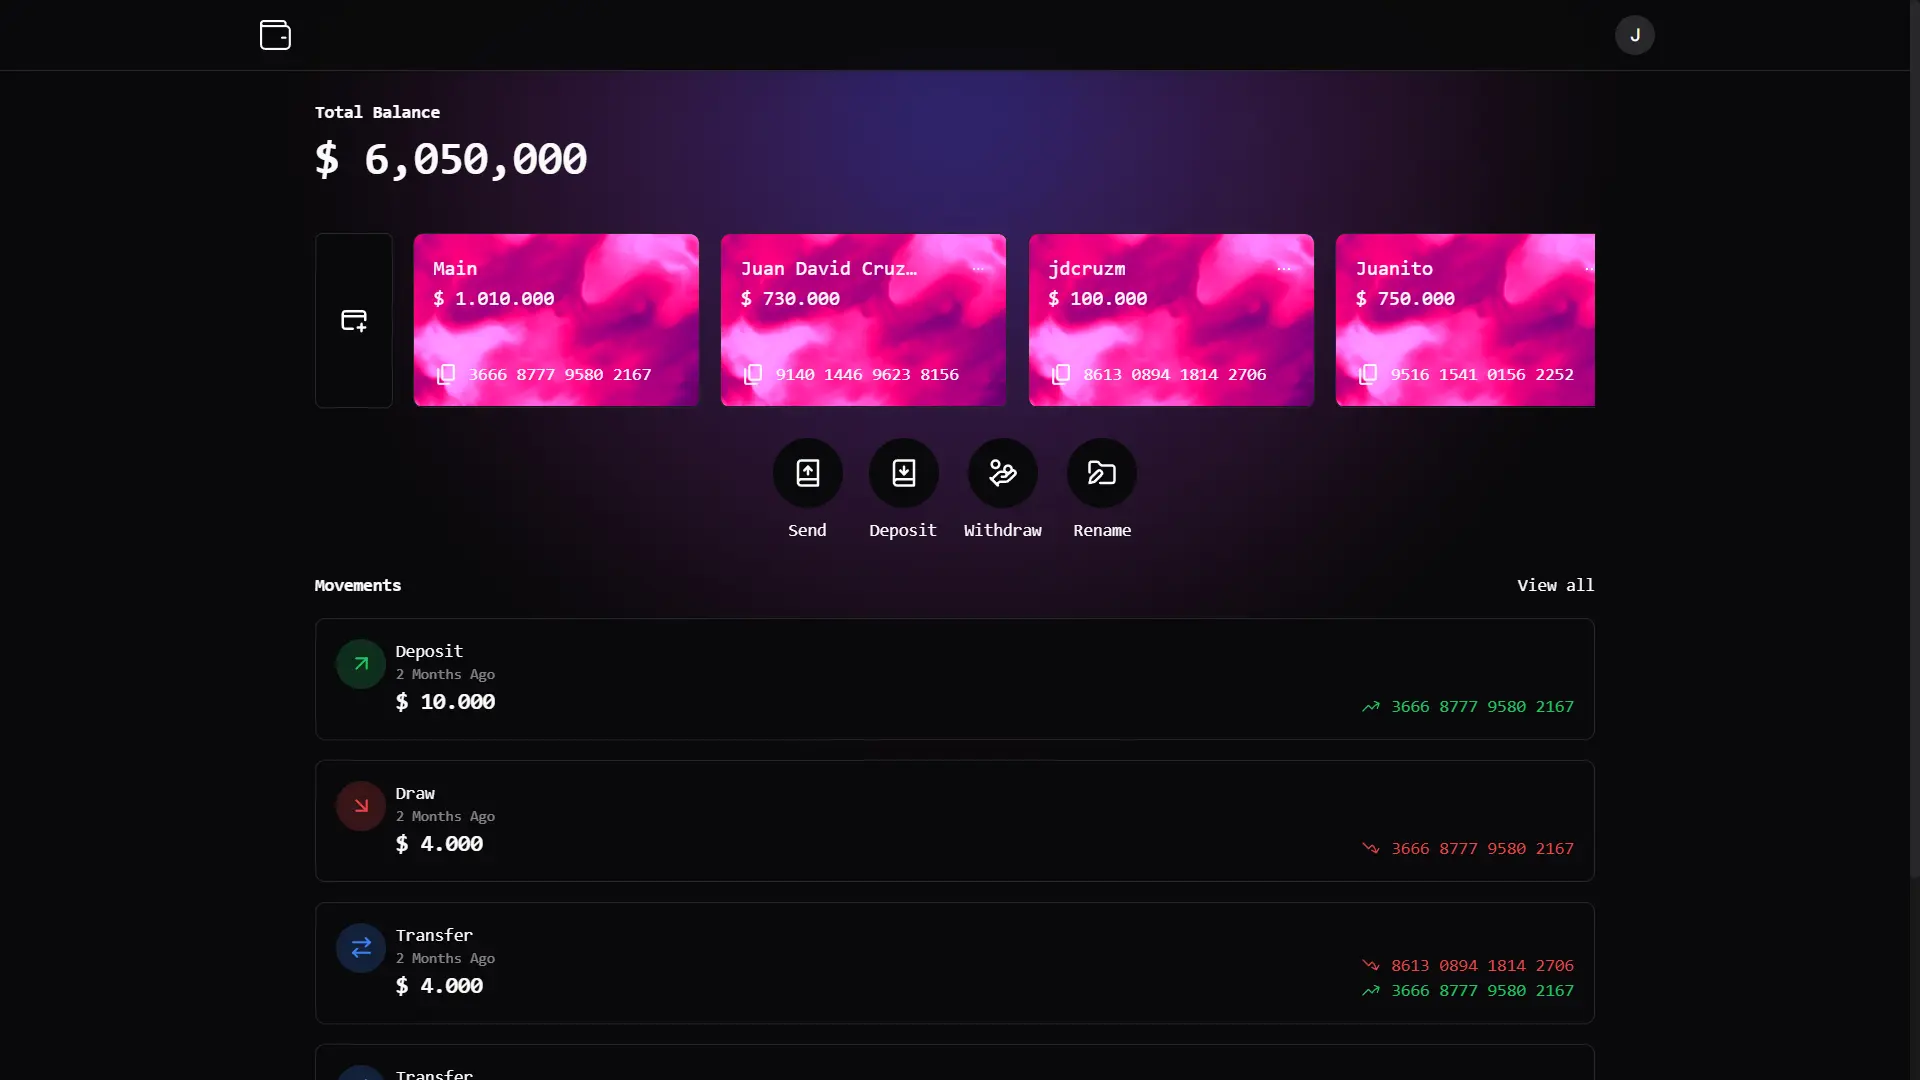 J
Total Balance
$ 6,050,000
Main
$ 1.010.000
3666 8777 9580 2167
Juan David Cruz…
$ 730.000
9140 1446 9623 8156
jdcruzm
$ 100.000
8613 0894 1814 2706
Juanito
$ 750.000
9516 1541 0156 2252
Send
Deposit
Withdraw
Rename
Movements
View all
Deposit
2 Months Ago
$ 10.000
3666 8777 9580 2167
Draw
2 Months Ago
$ 4.000
3666 8777 9580 2167
Transfer
2 Months Ago
$ 4.000
8613 0894 1814 2706
3666 8777 9580 2167
Transfer